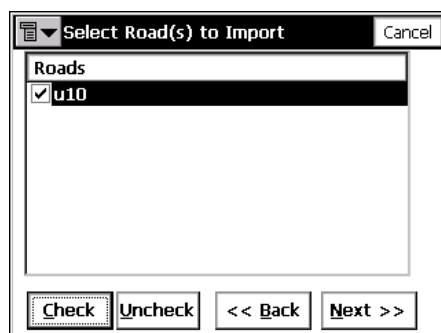 Select Road(s) to Import Cancel
Roads
u10
Check Uncheck << Back Next >>